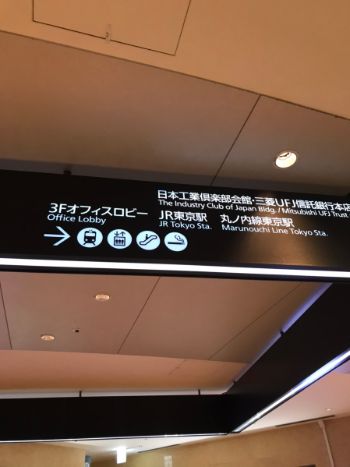 日本工業倶楽部会館・三菱UFJ信託銀行本店
The Industry Club of Japan Bldg. / Mitsubishi UFJ Trust
3Fオフィスロビー JR東京駅 丸ノ内線東京駅
Office Lobby JR Tokyo Sta. Marunouchi Line Tokyo Sta.